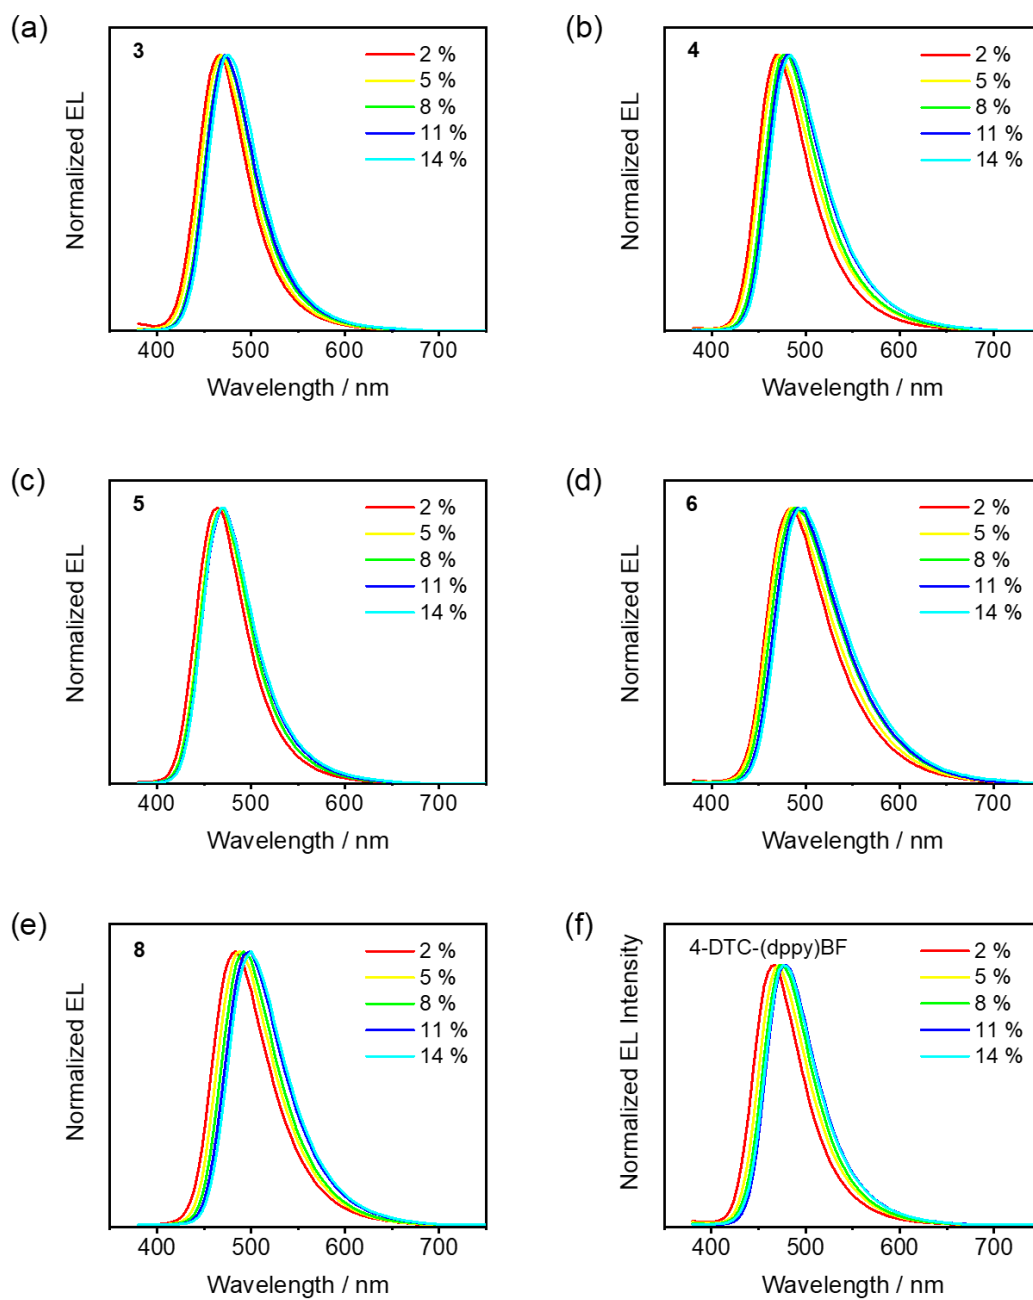 (a)
3
2 %
5 %
8 %
11 %
14 %
Normalized EL
400 500 600 700
Wavelength / nm
(b)
4
2 %
5 %
8 %
11 %
14 %
Normalized EL
400 500 600 700
Wavelength / nm
(c)
5
2 %
5 %
8 %
11 %
14 %
Normalized EL
400 500 600 700
Wavelength / nm
(d)
6
2 %
5 %
8 %
11 %
14 %
Normalized EL
400 500 600 700
Wavelength / nm
(e)
8
2 %
5 %
8 %
11 %
14 %
Normalized EL
400 500 600 700
Wavelength / nm
(f)
4-DTC-(dppy)BF
2 %
5 %
8 %
11 %
14 %
Normalized EL Intensity
400 500 600 700
Wavelength / nm